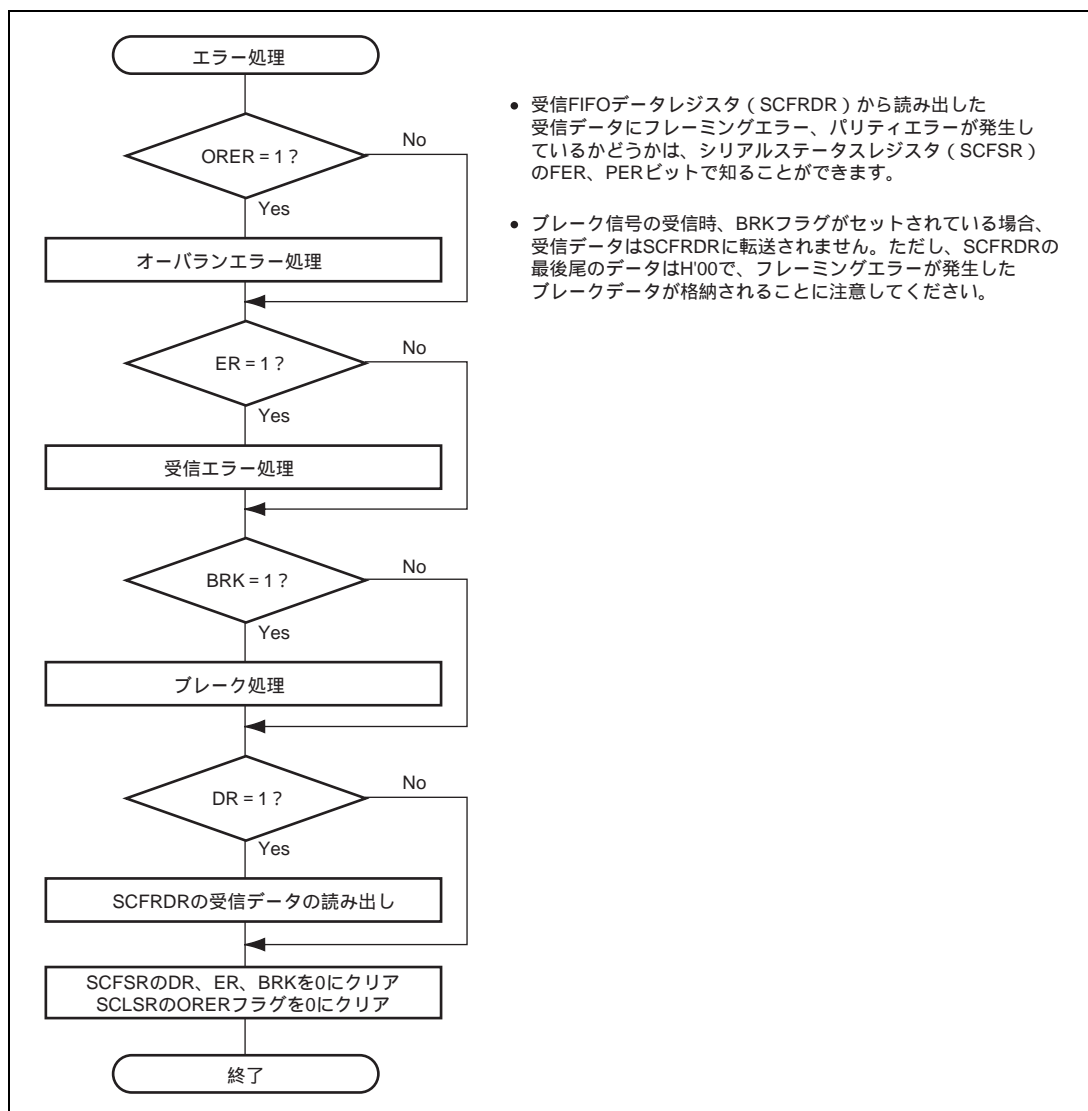 エラー処理
ORER = 1 ?
No
Yes
オーバランエラー処理
ER = 1 ?
No
Yes
受信エラー処理
BRK = 1 ?
No
Yes
ブレーク処理
DR = 1 ?
No
Yes
SCFRDRの受信データの読み出し
SCFSRのDR、ER、BRKを0にクリア
SCLSRのORERフラグを0にクリア
終了
● 受信FIFOデータレジスタ(SCFRDR)から読み出した
受信データにフレーミングエラー、パリティエラーが発生し
ているかどうかは、シリアルステータスレジスタ(SCFSR)
のFER、PERビットで知ることができます。
● ブレーク信号の受信時、BRKフラグがセットされている場合、
受信データはSCFRDRに転送されません。ただし、SCFRDRの
最後尾のデータはH'00で、フレーミングエラーが発生した
ブレークデータが格納されることに注意してください。